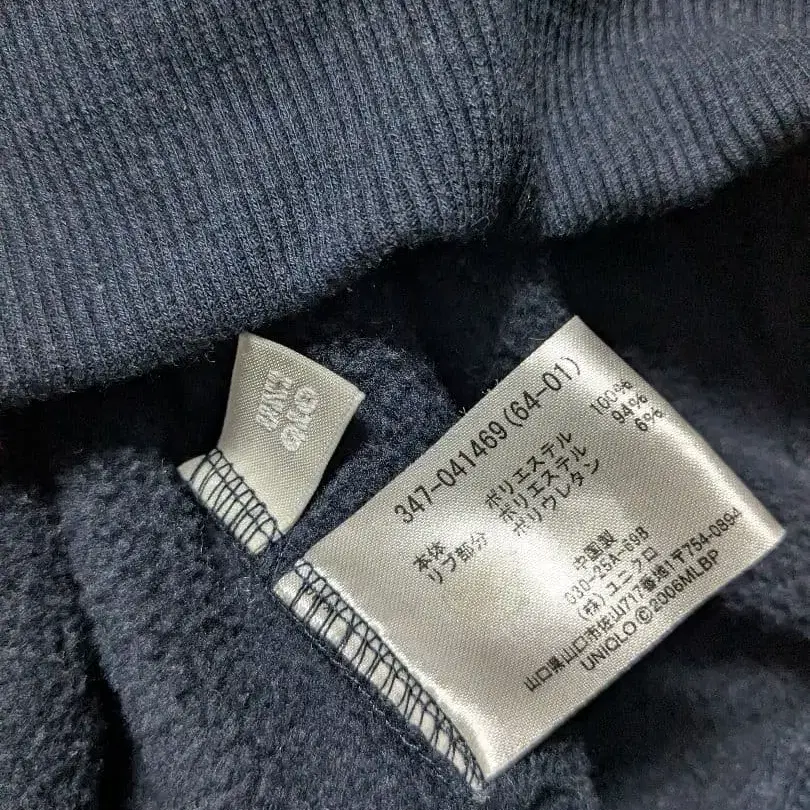 347-041469(64-01)
本体 ポリエステル 100%
リブ部分 ポリエステル 94%
ポリウレタン 6%
中国製
030-25A-69B
(株) ユニクロ
山口県山口市佐山717番地1〒754-0894
UNIQLO ©2006MLBP